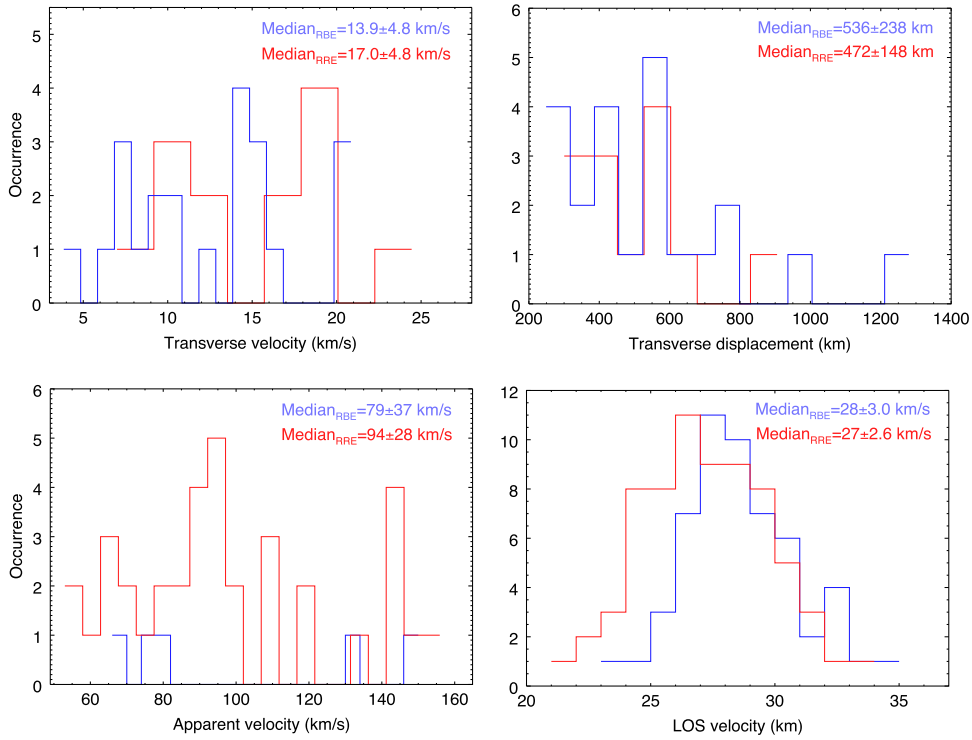 Median_RBE=13.9±4.8 km/s
Median_RRE=17.0±4.8 km/s
5
4
3
2
1
0
Occurrence
5 10 15 20 25
Transverse velocity (km/s)
Median_RBE=536±238 km
Median_RRE=472±148 km
6
5
4
3
2
1
0
200 400 600 800 1000 1200 1400
Transverse displacement (km)
Median_RBE=79±37 km/s
Median_RRE=94±28 km/s
6
5
4
3
2
1
0
Occurrence
60 80 100 120 140 160
Apparent velocity (km/s)
Median_RBE=28±3.0 km/s
Median_RRE=27±2.6 km/s
12
10
8
6
4
2
0
20 25 30 35
LOS velocity (km)